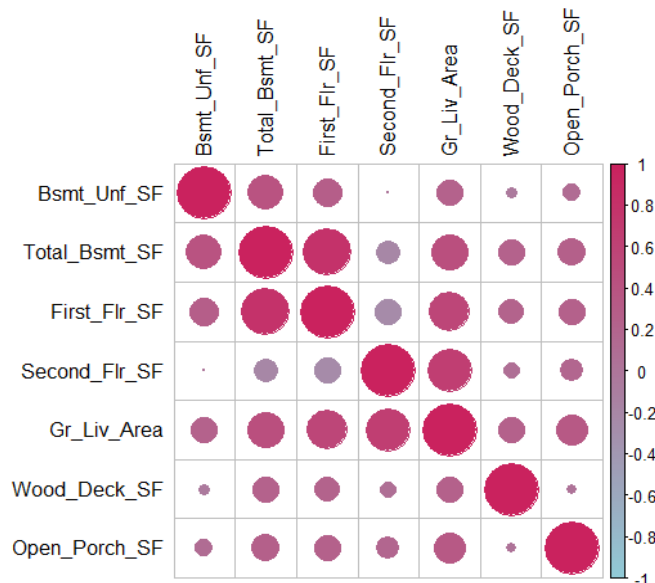 Bsmt_Unf_SF
Total_Bsmt_SF
First_Flr_SF
Second_Flr_SF
Gr_Liv_Area
Wood_Deck_SF
Open_Porch_SF
Bsmt_Unf_SF
Total_Bsmt_SF
First_Flr_SF
Second_Flr_SF
Gr_Liv_Area
Wood_Deck_SF
Open_Porch_SF
1
0.8
0.6
0.4
0.2
0
-0.2
-0.4
-0.6
-0.8
-1